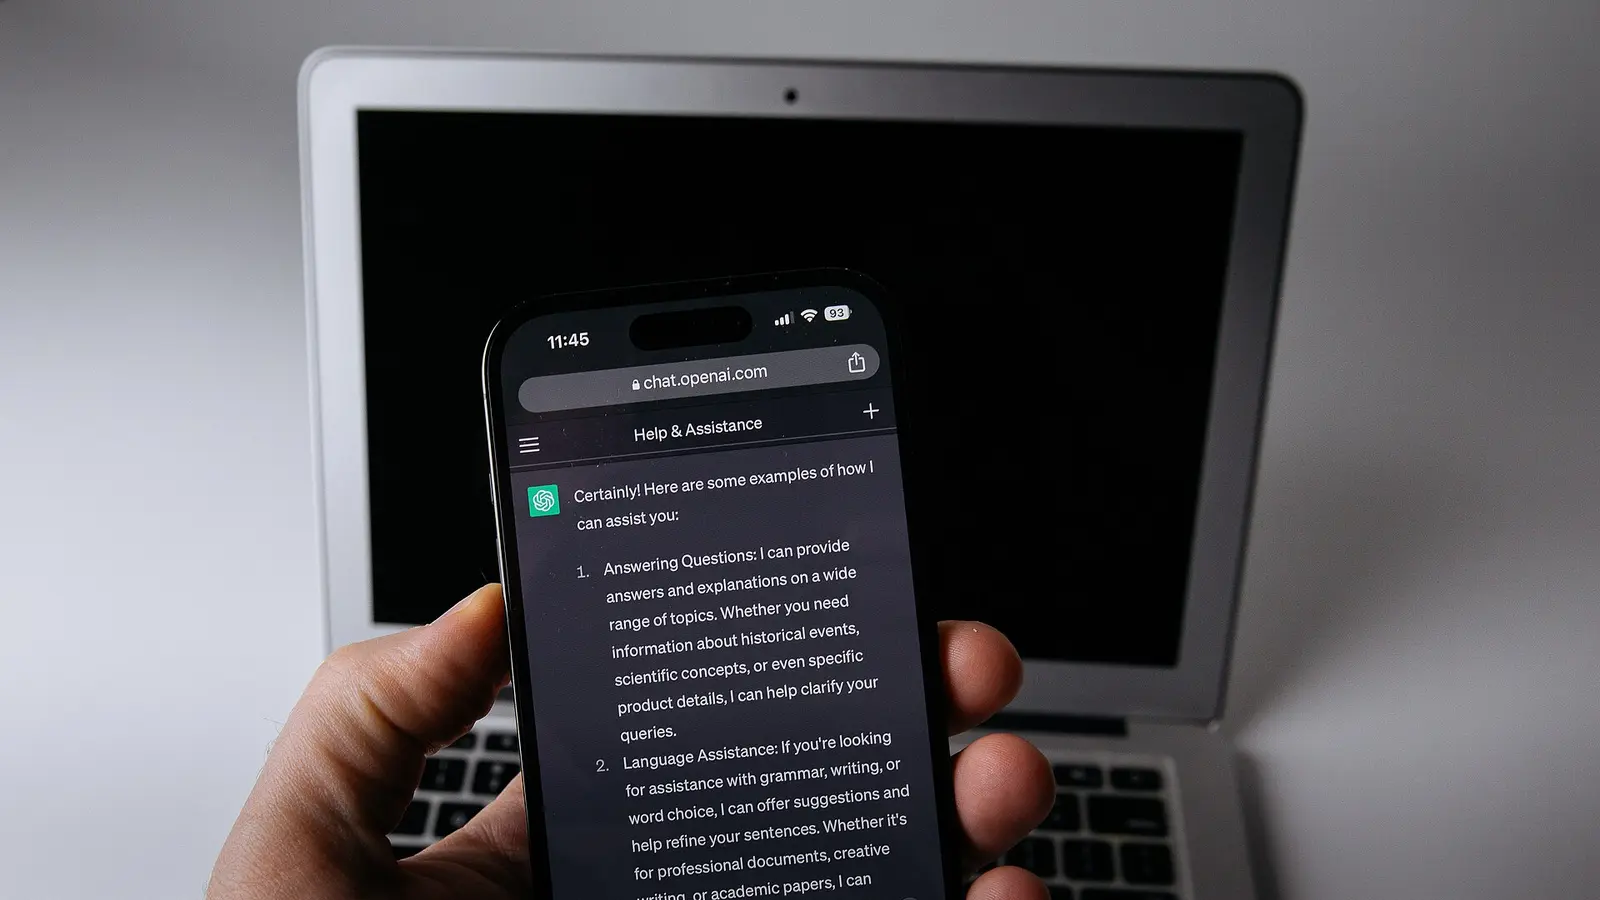 11:45
93
chat.openai.com
Help & Assistance
Certainly! Here are some examples of how I
can assist you:
1. Answering Questions: I can provide
answers and explanations on a wide
range of topics. Whether you need
information about historical events,
scientific concepts, or even specific
product details, I can help clarify your
queries.
2. Language Assistance: If you're looking
for assistance with grammar, writing, or
word choice, I can offer suggestions and
help refine your sentences. Whether it's
for professional documents, creative
writing, or academic papers, I can